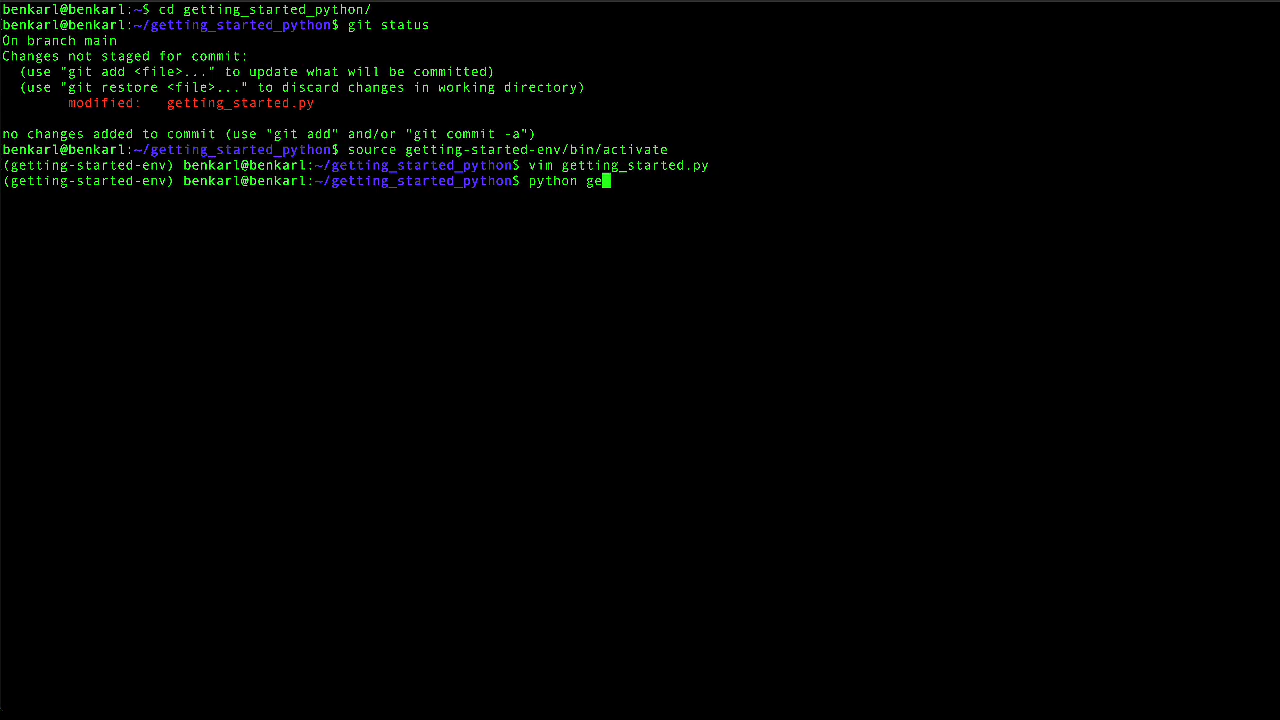 benkarl@benkarl:~$ cd getting_started_python/
benkarl@benkarl:~/getting_started_python$ git status
On branch main
Changes not staged for commit:
  (use "git add <file>..." to update what will be committed)
  (use "git restore <file>..." to discard changes in working directory)
        modified:   getting_started.py

no changes added to commit (use "git add" and/or "git commit -a")
benkarl@benkarl:~/getting_started_python$ source getting-started-env/bin/activate
(getting-started-env) benkarl@benkarl:~/getting_started_python$ vim getting_started.py
(getting-started-env) benkarl@benkarl:~/getting_started_python$ python ge